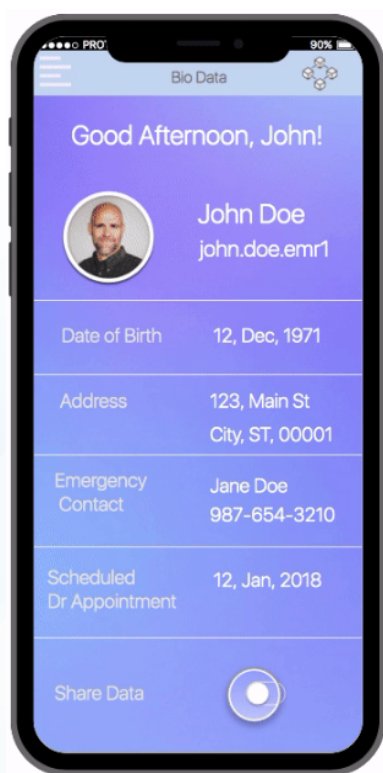 PRO
90%
Bio Data
Good Afternoon, John!
John Doe
john.doe.emr1
Date of Birth 12, Dec, 1971
Address 123, Main St
City, ST, 00001
Emergency Contact Jane Doe
987-654-3210
Scheduled
Dr Appointment 12, Jan, 2018
Share Data